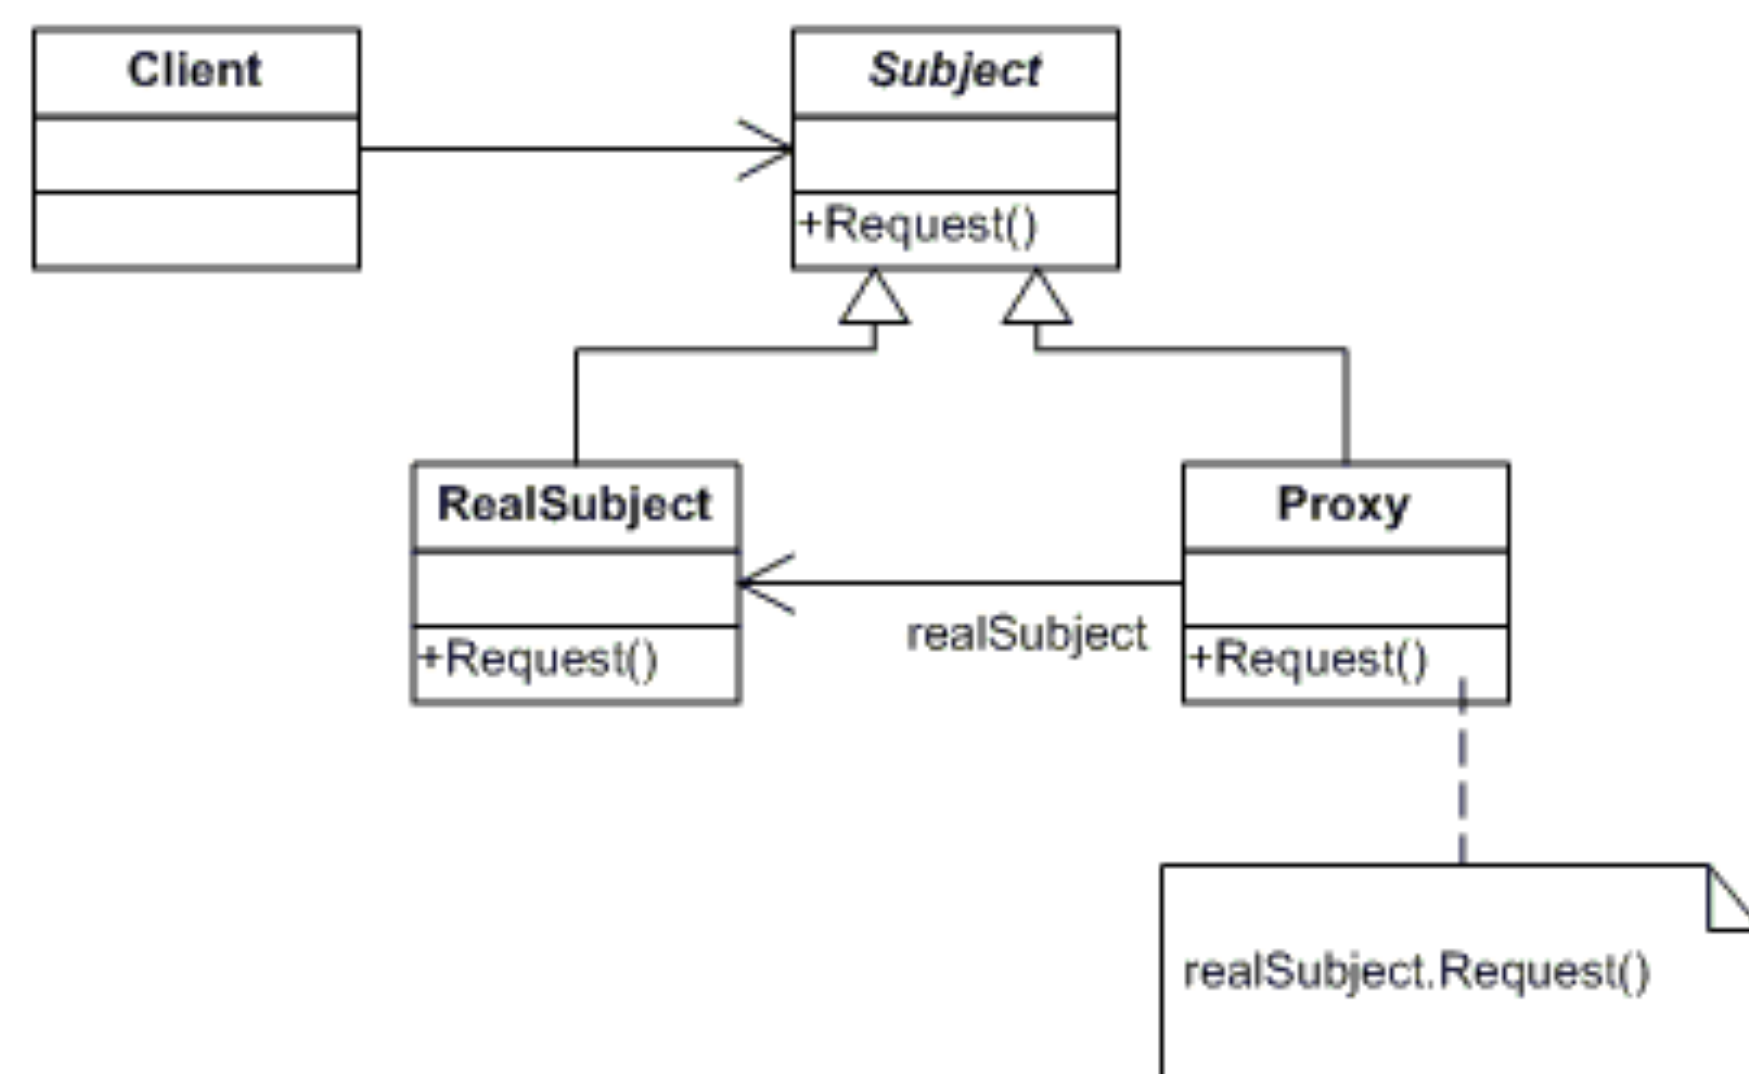 Client
Subject
+Request()
RealSubject
Proxy
realSubject
+Request()
+Request()
realSubject.Request()